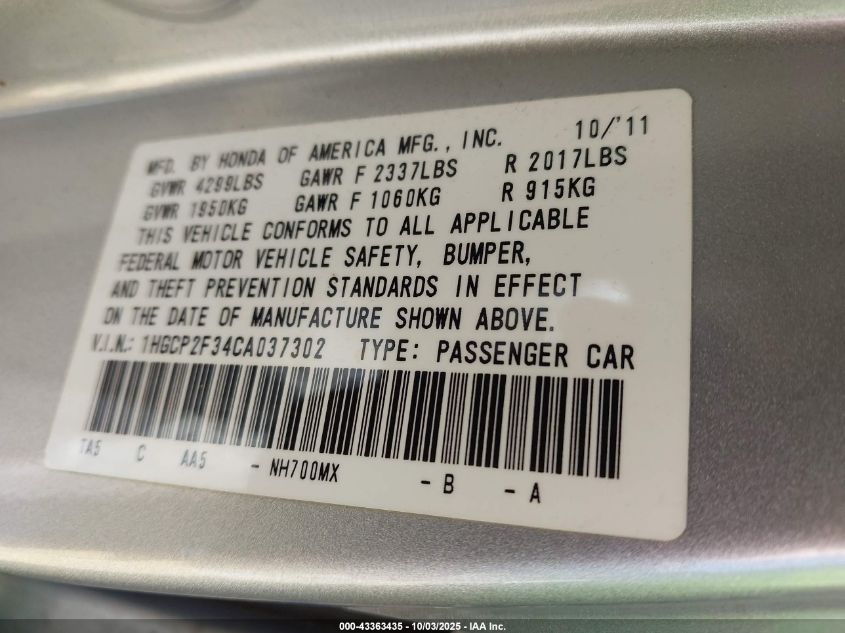 MFD. BY HONDA OF AMERICA MFG., INC. 10/'11
GVWR 4299LBS GAWR F 2337LBS R 2017LBS
GVWR 1950KG GAWR F 1060KG R 915KG
THIS VEHICLE CONFORMS TO ALL APPLICABLE
FEDERAL MOTOR VEHICLE SAFETY, BUMPER,
AND THEFT PREVENTION STANDARDS IN EFFECT
ON THE DATE OF MANUFACTURE SHOWN ABOVE.
V.I.N.: 1HGCP2F34CA037302 TYPE: PASSENGER CAR
TA5 C AA5 - NH700MX - B - A
000-43363435 - 10/03/2025 - IAA Inc.